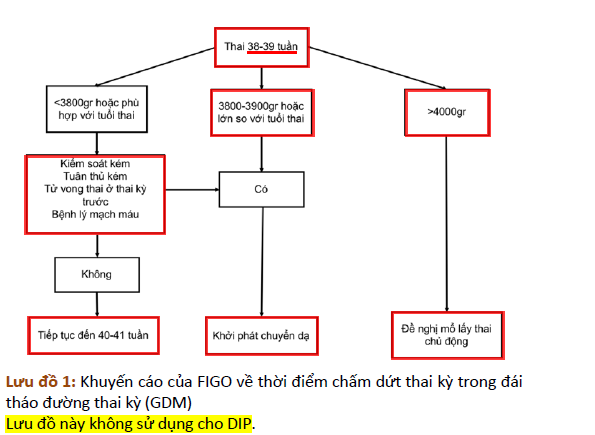 Thai 38-39 tuần
<3800gr hoặc phù
hợp với tuổi thai
3800-3900gr hoặc
lớn so với tuổi thai
>4000gr
Kiểm soát kém
Tuân thủ kém
Tử vong thai ở thai kỳ
trước
Bệnh lý mạch máu
Có
Không
Tiếp tục đến 40-41 tuần
Khởi phát chuyển dạ
Đề nghị mổ lấy thai
chủ động
Lưu đồ 1: Khuyến cáo của FIGO về thời điểm chấm dứt thai kỳ trong đái
tháo đường thai kỳ (GDM)
Lưu đồ này không sử dụng cho DIP.